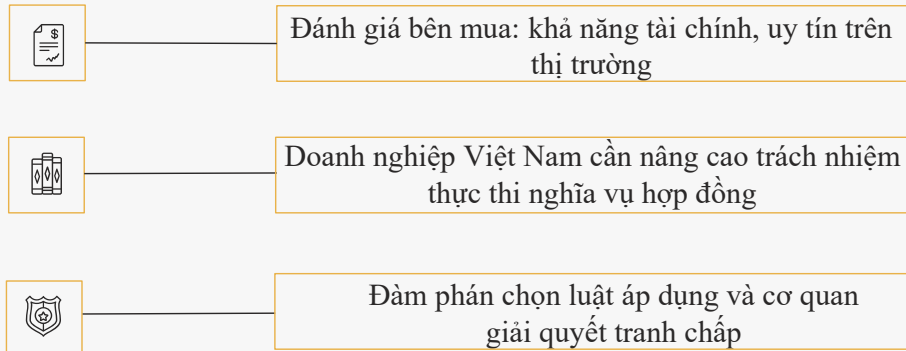 $
Đánh giá bên mua: khả năng tài chính, uy tín trên
thị trường
Doanh nghiệp Việt Nam cần nâng cao trách nhiệm
thực thi nghĩa vụ hợp đồng
Đàm phán chọn luật áp dụng và cơ quan
giải quyết tranh chấp